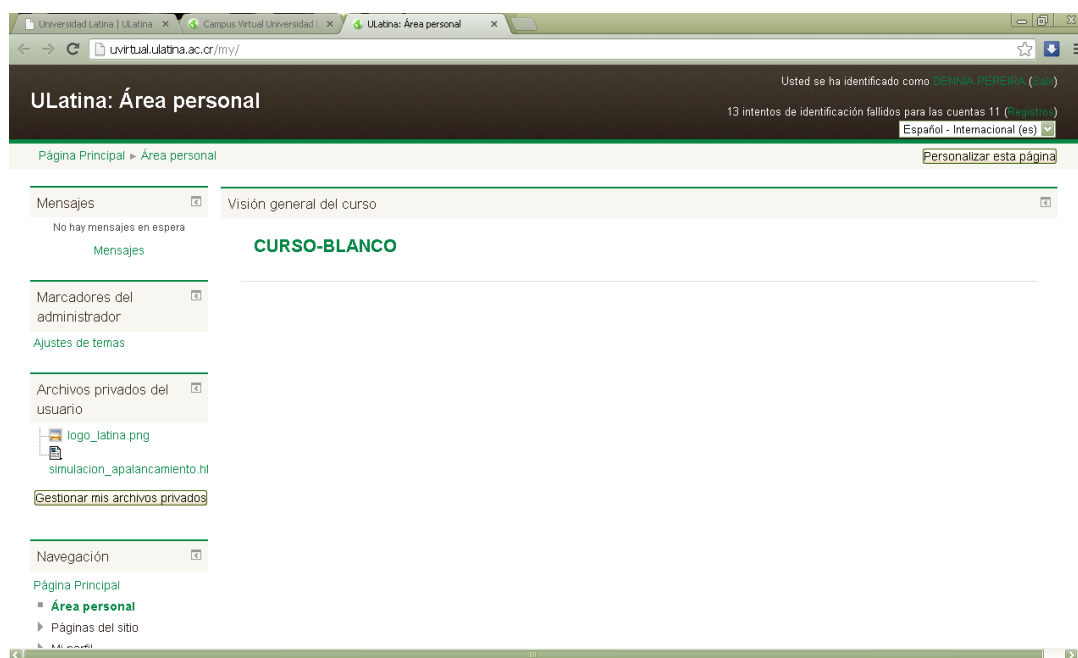 Universidad Latina | ULatina
Campus Virtual Universidad L
ULatina: Área personal
uvirtual.ulatina.ac.cr/my/
Usted se ha identificado como DENNIA PEREIRA (Salir)
ULatina: Área personal
13 intentos de identificación fallidos para las cuentas 11 (Registros)
Español - Internacional (es)
Página Principal ► Área personal
Personalizar esta página
Mensajes
No hay mensajes en espera
Mensajes
Marcadores del
administrador
Ajustes de temas
Archivos privados del
usuario
logo_latina.png
simulacion_apalancamiento.ht
Gestionar mis archivos privados
Navegación
Página Principal
Área personal
Páginas del sitio
Mi perfil
Visión general del curso
CURSO-BLANCO